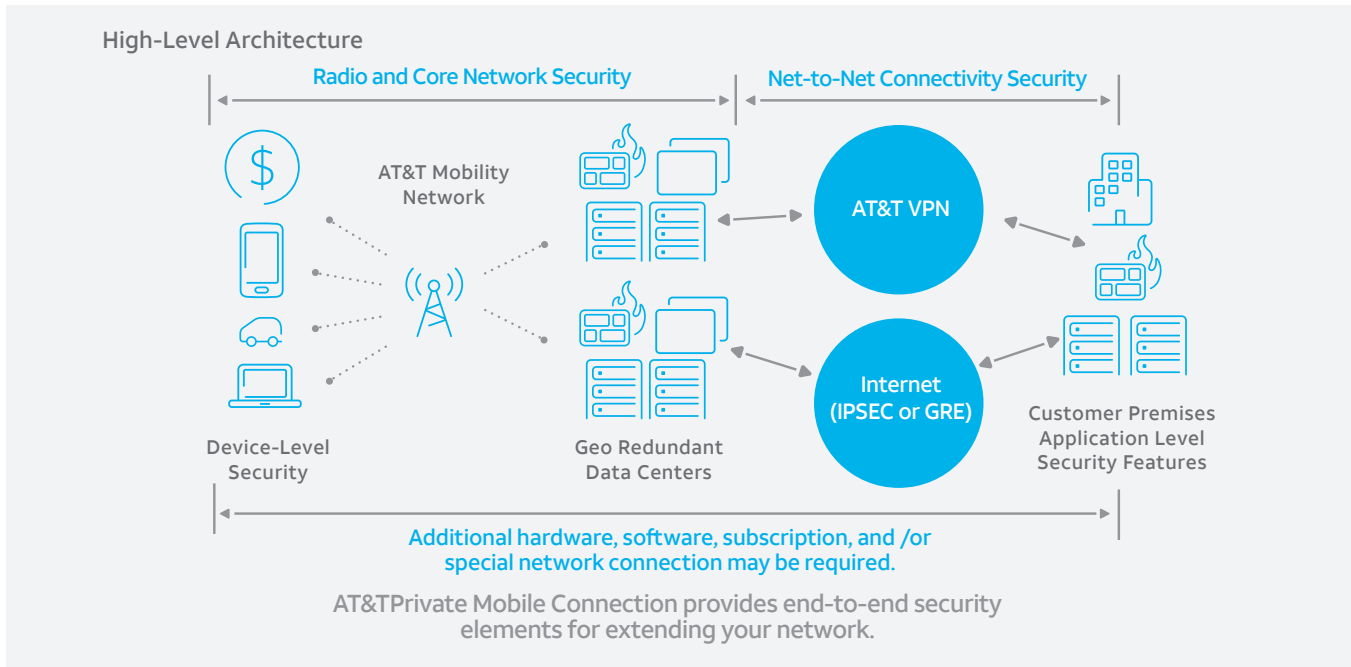 High-Level Architecture
Radio and Core Network Security
Net-to-Net Connectivity Security
$
AT&T Mobility
Network
AT&T VPN
Internet
(IPSEC or GRE)
Device-Level
Security
Geo Redundant
Data Centers
Customer Premises
Application Level
Security Features
Additional hardware, software, subscription, and /or
special network connection may be required.
AT&TPrivate Mobile Connection provides end-to-end security
elements for extending your network.